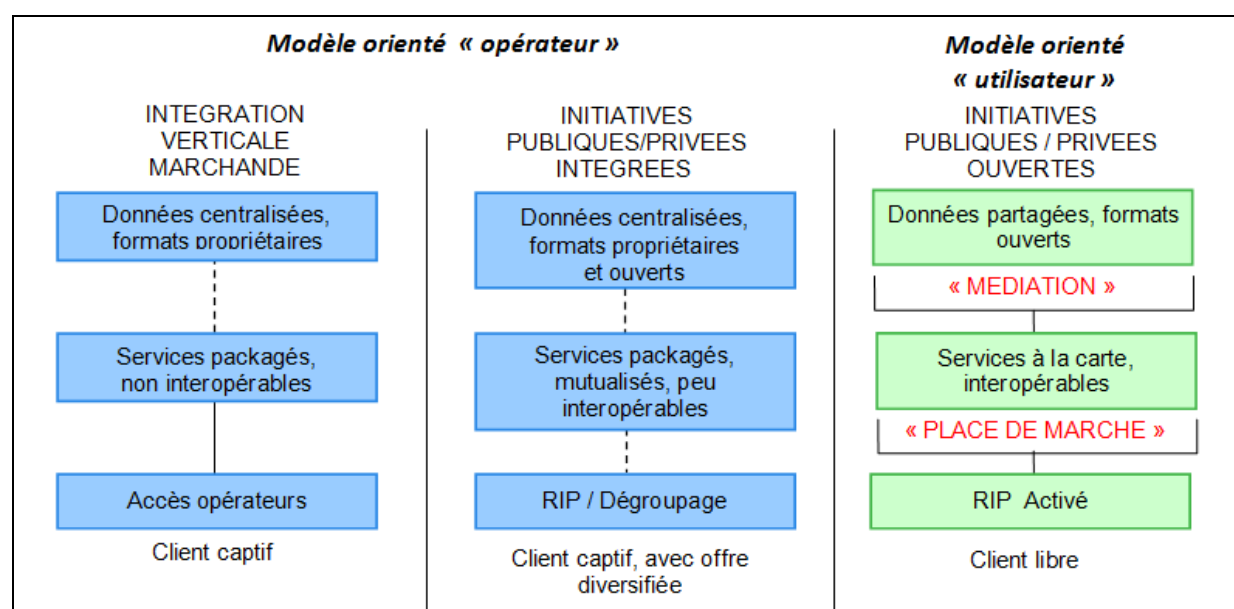 Modèle orienté « opérateur »
Modèle orienté
« utilisateur »
INTEGRATION
VERTICALE
MARCHANDE
Données centralisées,
formats propriétaires
Services packagés,
non interopérables
Accès opérateurs
Client captif
INITIATIVES
PUBLIQUES/PRIVEES
INTEGREES
Données centralisées,
formats propriétaires
et ouverts
Services packagés,
mutualisés, peu
interopérables
RIP / Dégroupage
Client captif, avec offre
diversifiée
INITIATIVES
PUBLIQUES / PRIVEES
OUVERTES
Données partagées, formats
ouverts
« MEDIATION »
Services à la carte,
interopérables
« PLACE DE MARCHE »
RIP Activé
Client libre